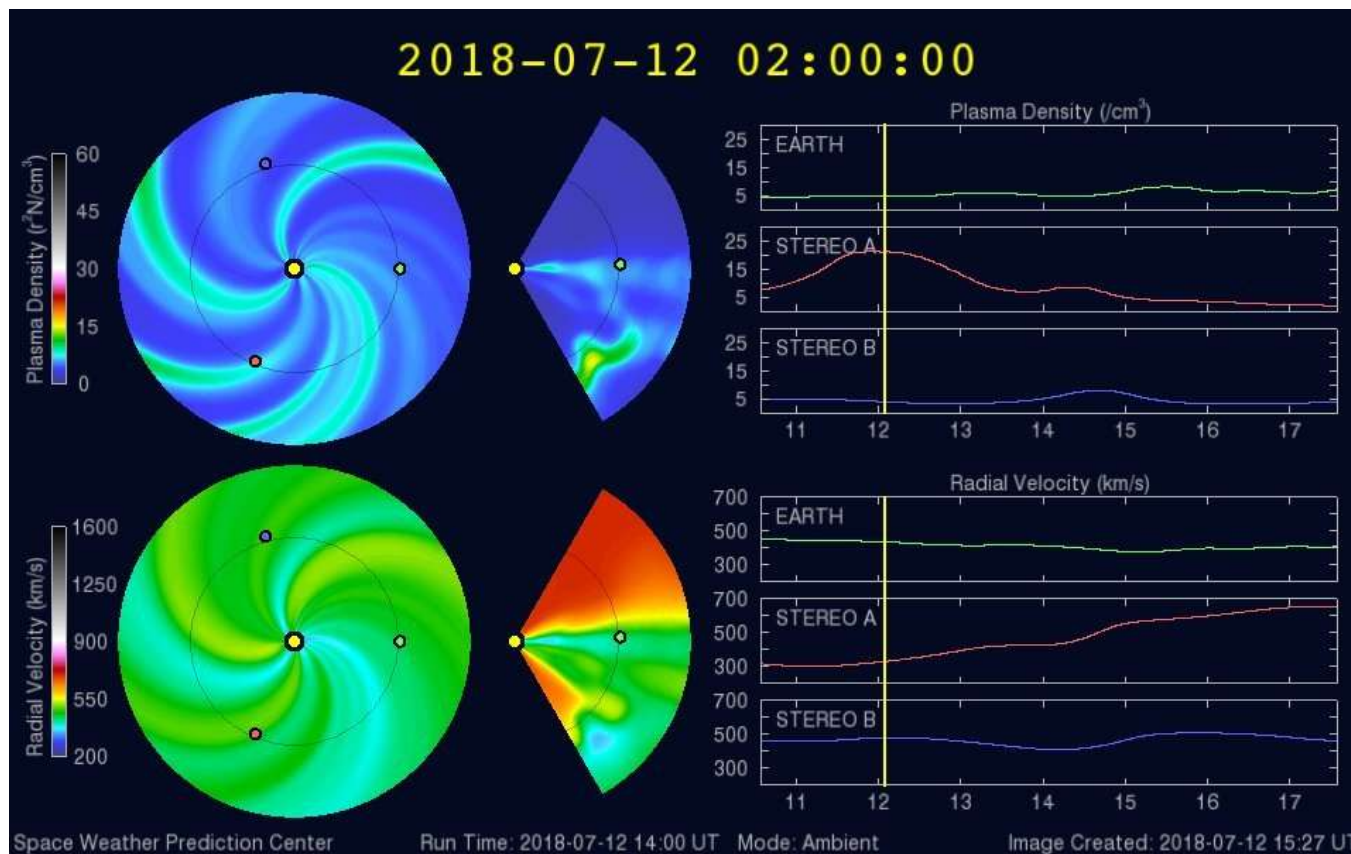 2018-07-12 02:00:00
Plasma Density (r²N/cm³)
60
45
30
15
0
Plasma Density (/cm³)
25
15
5
EARTH
25
15
5
STEREO A
25
15
5
STEREO B
11 12 13 14 15 16 17
Radial Velocity (km/s)
1600
1250
900
550
200
Radial Velocity (km/s)
700
500
300
EARTH
700
500
300
STEREO A
700
500
300
STEREO B
11 12 13 14 15 16 17
Space Weather Prediction Center Run Time: 2018-07-12 14:00 UT Mode: Ambient Image Created: 2018-07-12 15:27 UT